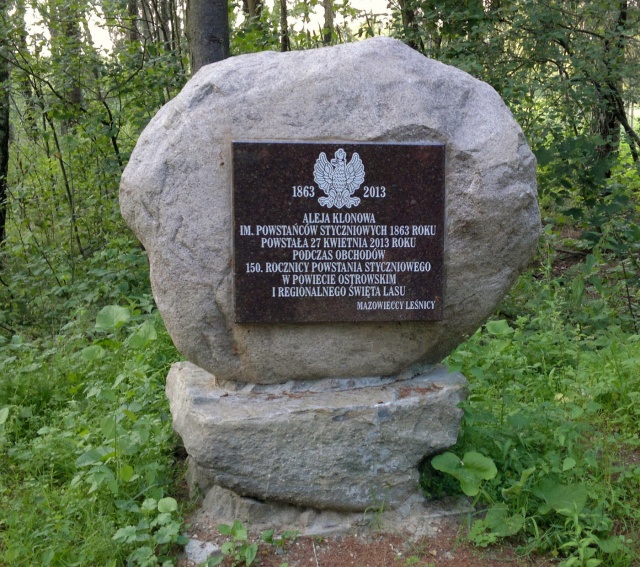 1863 2013
ALEJA KLONOWA
IM. POWSTAŃCÓW STYCZNIOWYCH 1863 ROKU
POWSTAŁA 27 KWIETNIA 2013 ROKU
PODCZAS OBCHODÓW
150. ROCZNICY POWSTANIA STYCZNIOWEGO
W POWIECIE OSTROWSKIM
I REGIONALNEGO ŚWIĘTA LASU
MAZOWIECCY LEŚNICY